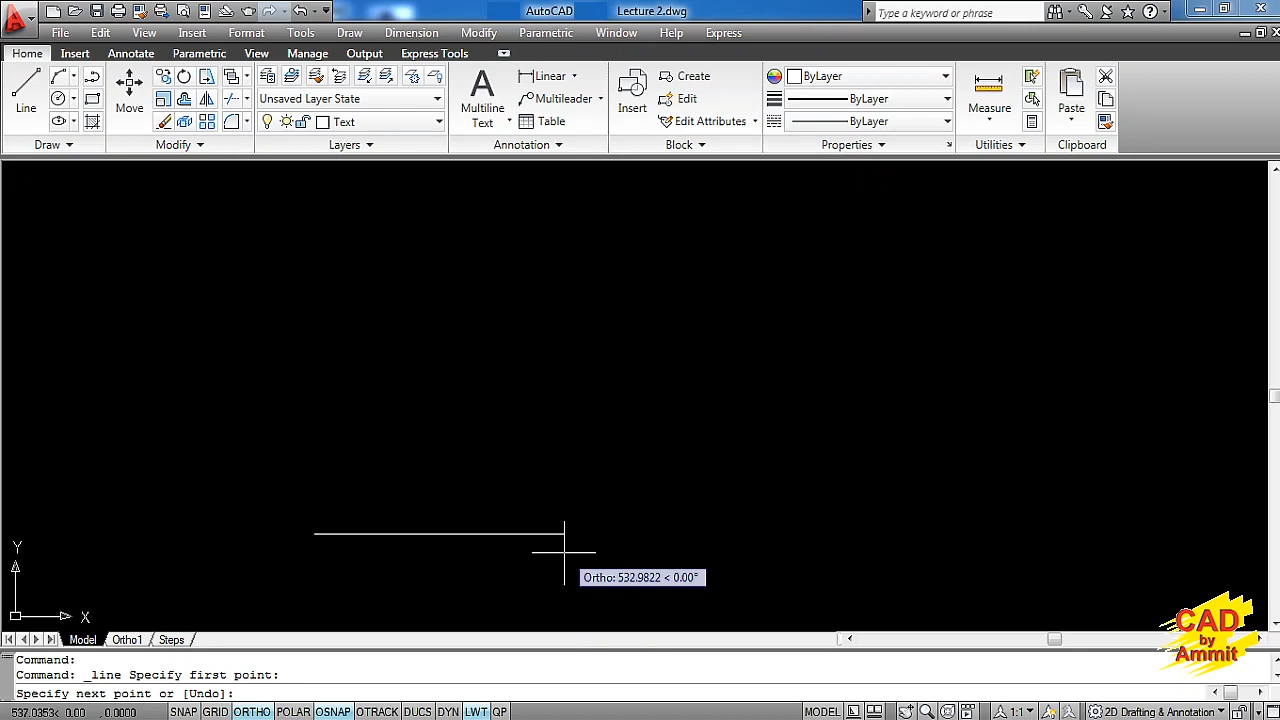 AutoCAD Lecture 2.dwg Type a keyword or phrase
File Edit View Insert Format Tools Draw Dimension Modify Parametric Window Help Express
Home Insert Annotate Parametric View Manage Output Express Tools
Linear Create ByLayer
Unsaved Layer State Multileader Edit ByLayer
Line Move Multiline Text Insert Measure Paste
Text Table Edit Attributes ByLayer
Draw Modify Layers Annotation Block Properties Utilities Clipboard
Ortho: 532.9822 < 0.00°
Y
X
CAD
by
Ammit
Model Ortho1 Steps
Command:
Command: _line Specify first point:
Specify next point or [Undo]:
537.0353< 0.00 , 0.0000 SNAP GRID ORTHO POLAR OSNAP OTRACK DUCS DYN LWT QP MODEL 1:1 2D Drafting & Annotation